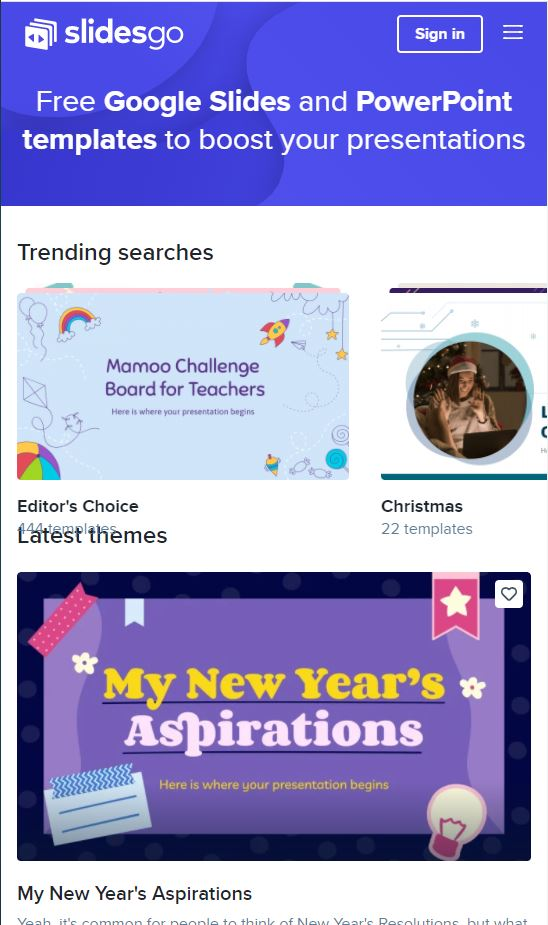 slidesgo
Sign in
Free Google Slides and PowerPoint
templates to boost your presentations
Trending searches
Mamoo Challenge
Board for Teachers
Here is where your presentation begins
L
Editor's Choice
444 templates
Christmas
22 templates
Latest themes
My New Year's
Aspirations
Here is where your presentation begins
My New Year's Aspirations
Yeah, it's common for people to think of New Year's Resolutions, but what